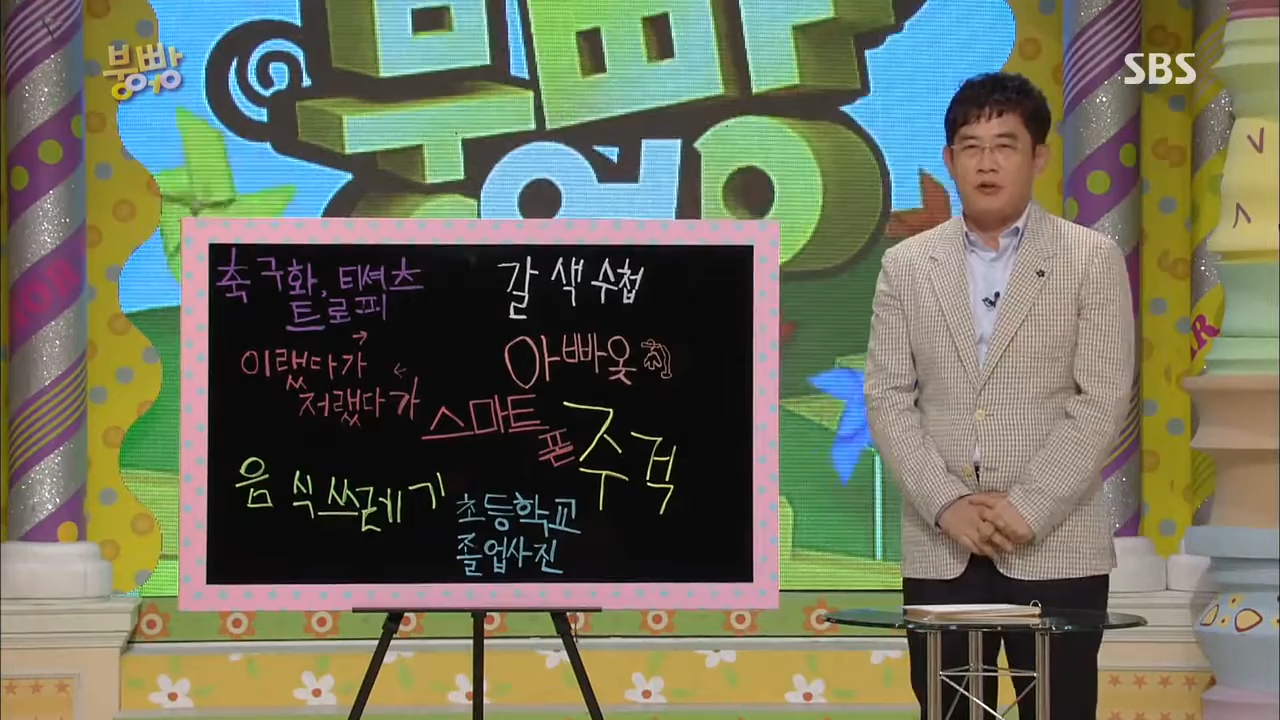 붕빵
SBS
축구화, 티셔츠
트로피
갈색수첩
이랬다가
저랬다가
아빠옷
스마트
폰
주걱
음식쓰레기
초등학교
졸업사진